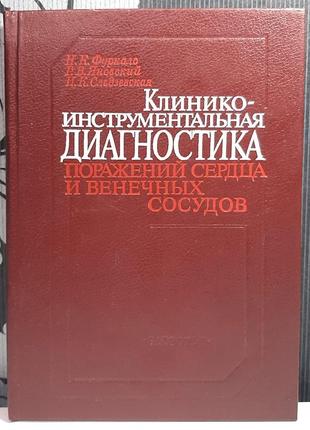 Н. К. Фуркало
Г. В. Яновский
И. К. Следзевская
КЛИНИКО-
ИНСТРУМЕНТАЛЬНАЯ
ДИАГНОСТИКА
ПОРАЖЕНИЙ СЕРДЦА
И ВЕНЕЧНЫХ
СОСУДОВ